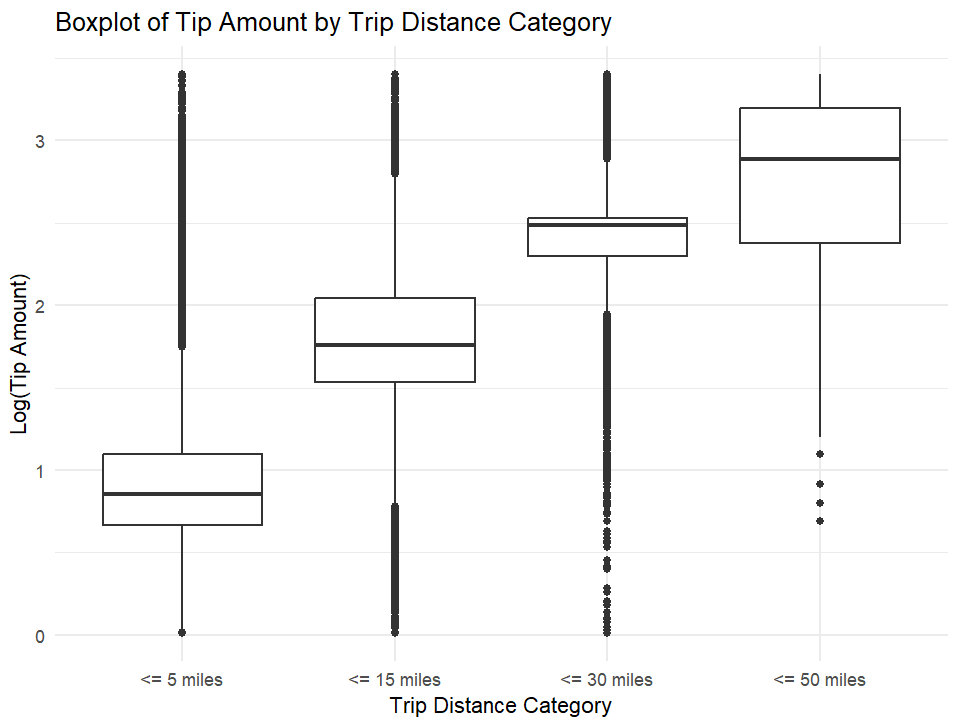 Boxplot of Tip Amount by Trip Distance Category
Log(Tip Amount)
3
2
1
0
<= 5 miles
<= 15 miles
<= 30 miles
<= 50 miles
Trip Distance Category